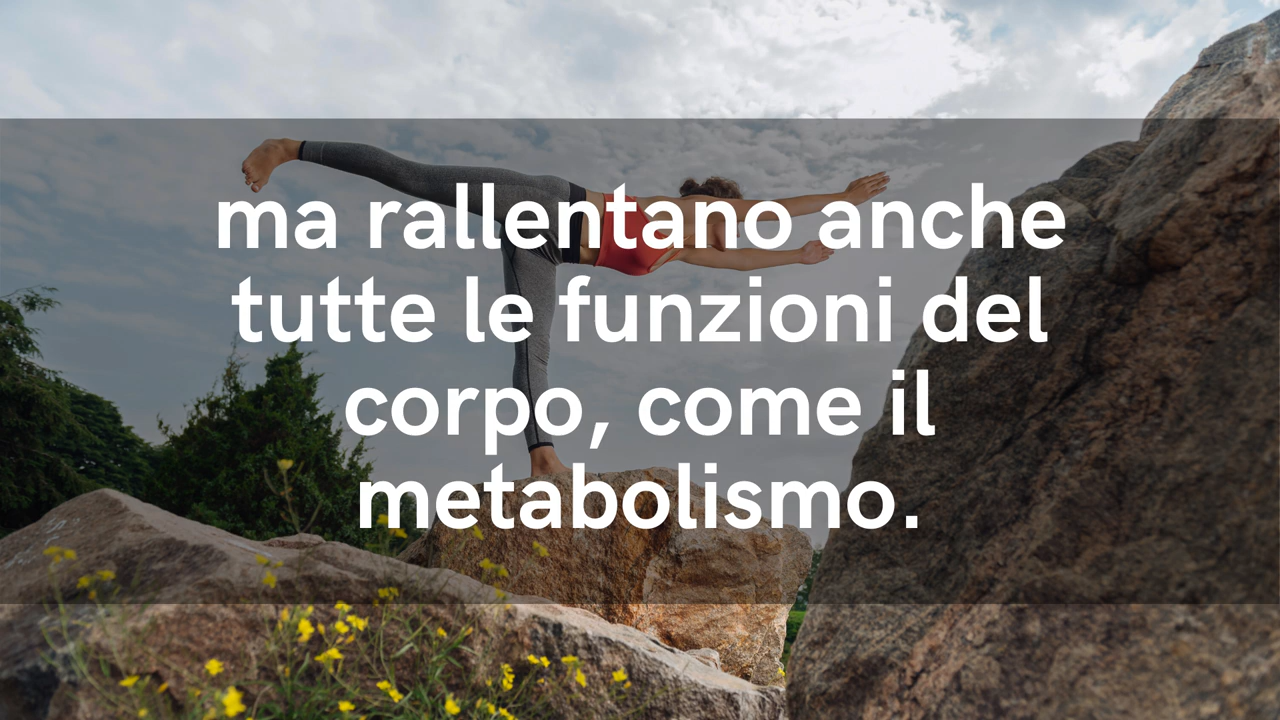 ma rallentano anche
tutte le funzioni del
corpo, come il
metabolismo.